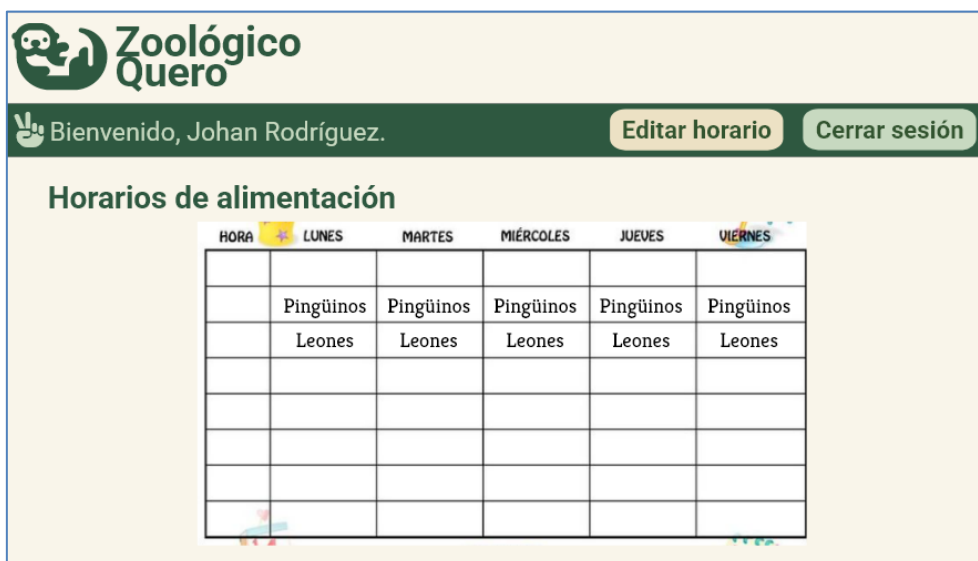 Zoológico
Quero
Bienvenido, Johan Rodríguez.
Editar horario
Cerrar sesión
Horarios de alimentación
HORA LUNES MARTES MIÉRCOLES JUEVES VIERNES
Pingüinos Pingüinos Pingüinos Pingüinos Pingüinos
Leones Leones Leones Leones Leones